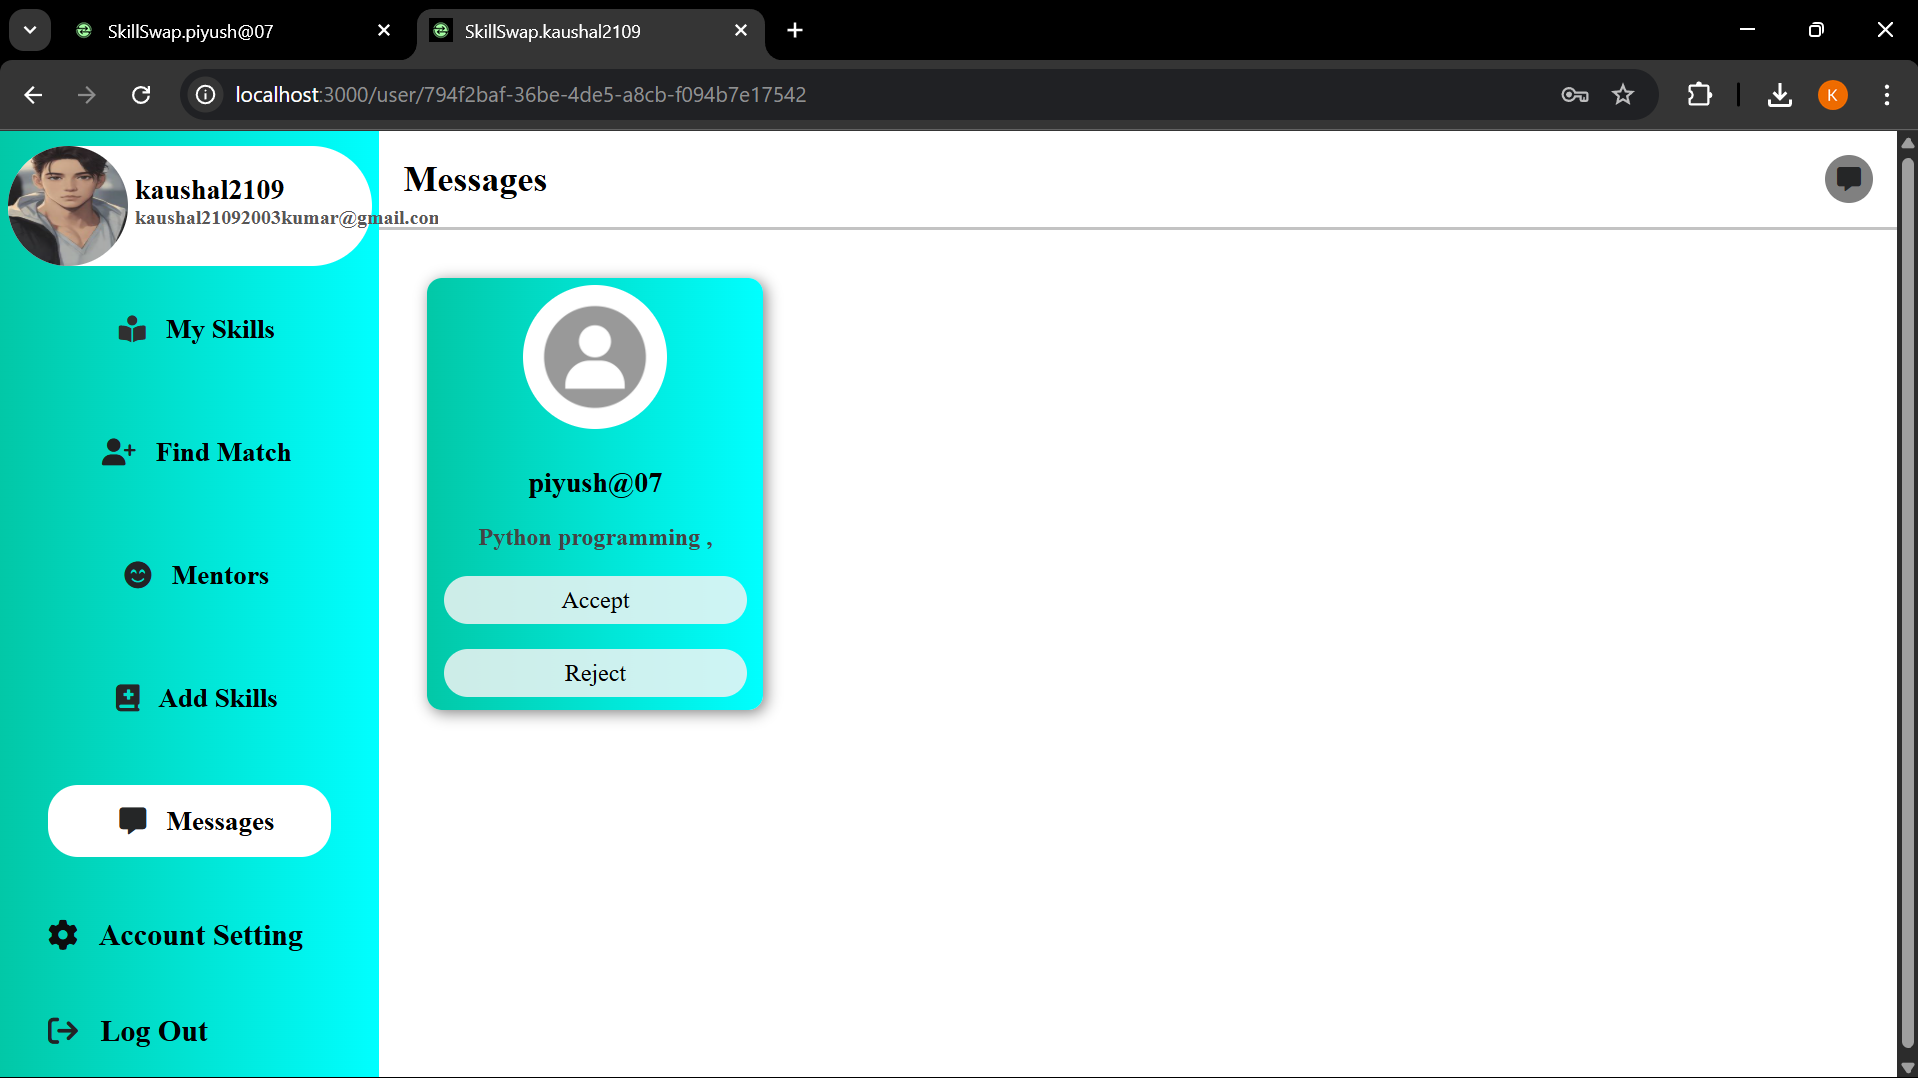 SkillSwap.piyush@07
SkillSwap.kaushal2109
localhost:3000/user/794f2baf-36be-4de5-a8cb-f094b7e17542
K
kaushal2109
kaushal21092003kumar@gmail.con
My Skills
Find Match
Mentors
Add Skills
Messages
Account Setting
Log Out
Messages
piyush@07
Python programming ,
Accept
Reject